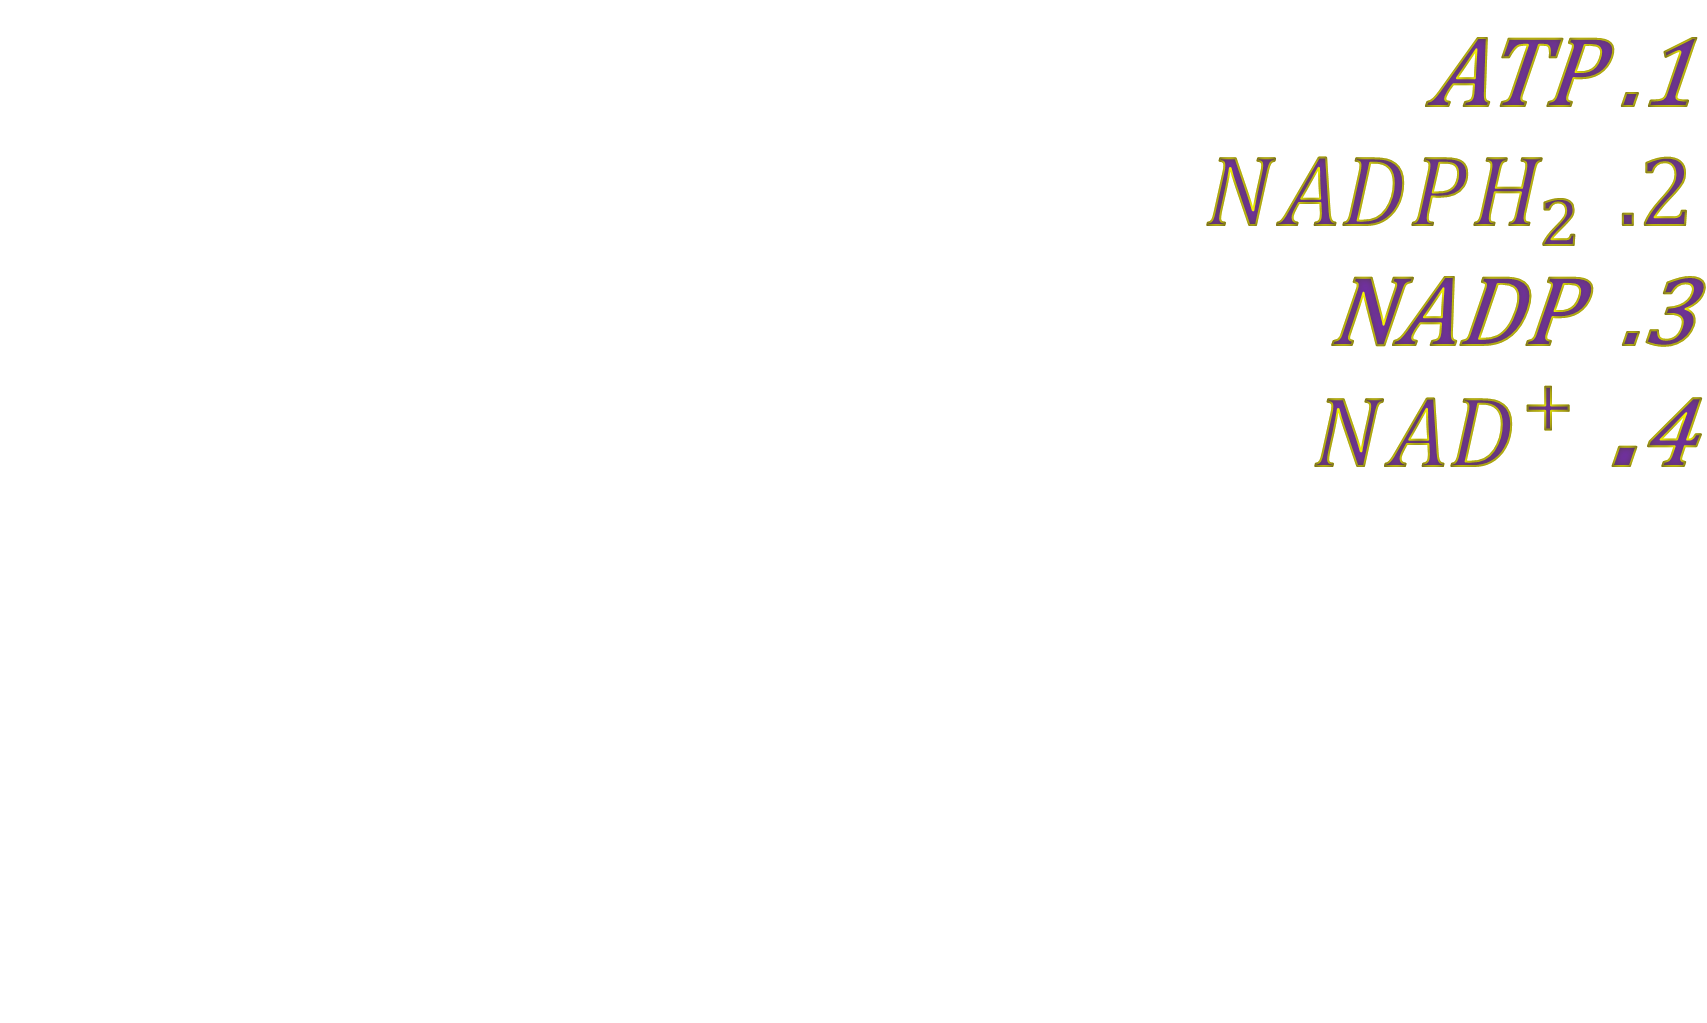 ATP .1
NADPH₂ .2
NADP .3
NAD⁺ .4